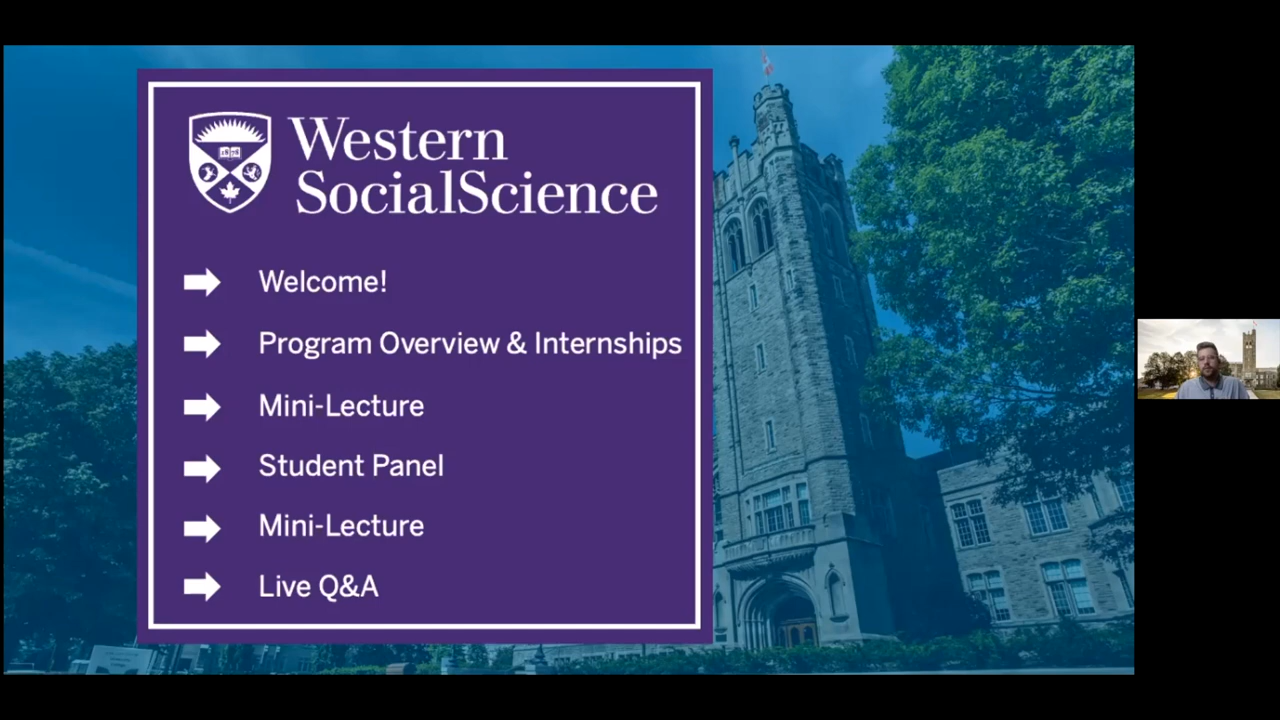 Western
SocialScience
Welcome!
Program Overview & Internships
Mini-Lecture
Student Panel
Mini-Lecture
Live Q&A